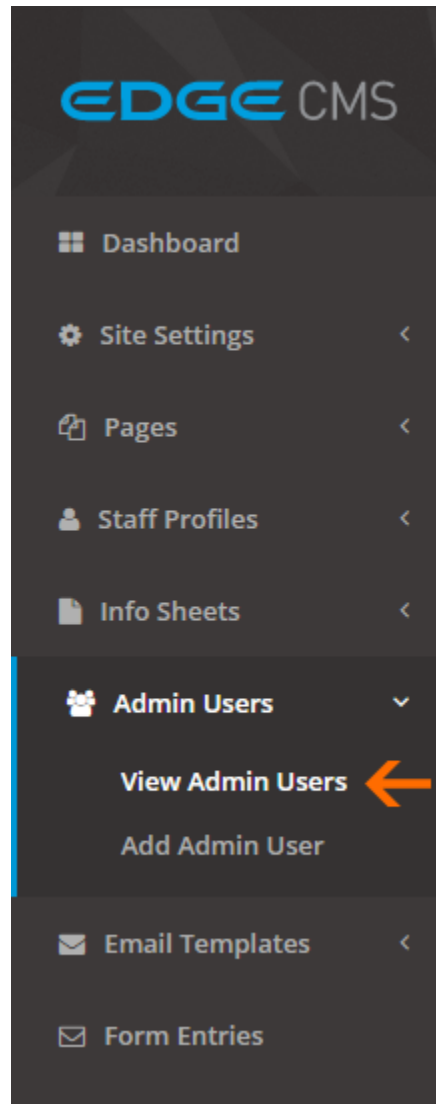 EDGE CMS
Dashboard
Site Settings
Pages
Staff Profiles
Info Sheets
Admin Users
View Admin Users
Add Admin User
Email Templates
Form Entries